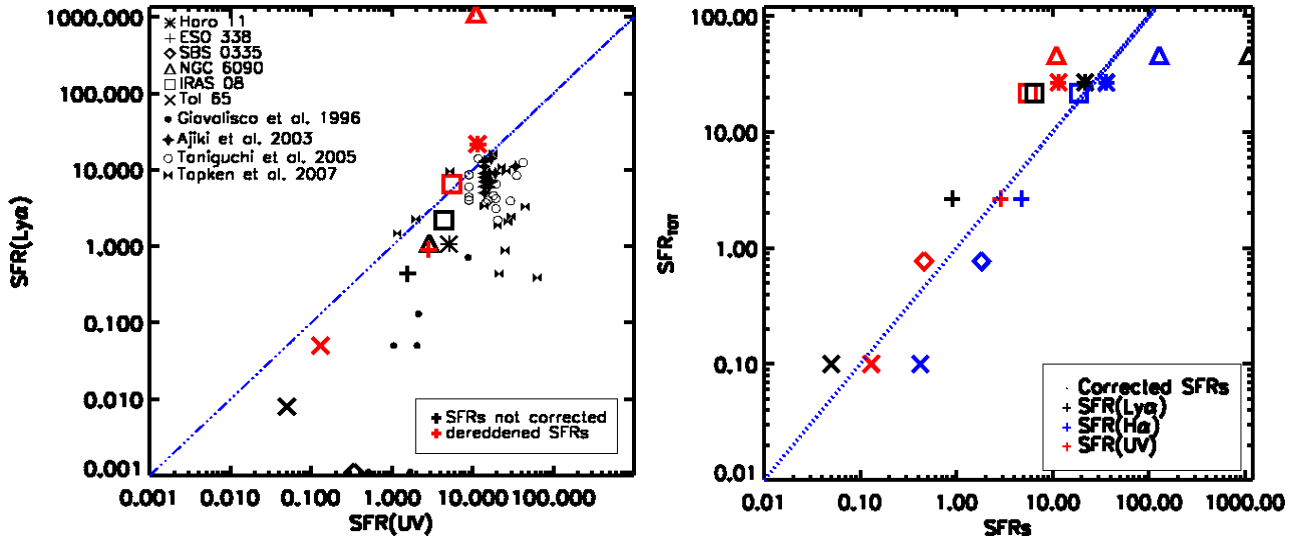 1000.000
100.000
10.000
1.000
0.100
0.010
0.001
SFR(Lyα)
Haro 11
ESO 338
SBS 0335
NGC 6090
IRAS 08
Tol 65
Giavalisco et al. 1996
Ajiki et al. 2003
Taniguchi et al. 2005
Tapken et al. 2007
SFRs not corrected
dereddened SFRs
0.001 0.010 0.100 1.000 10.000 100.000
SFR(UV)
100.00
10.00
1.00
0.10
0.01
SFR_TOT
Corrected SFRs
SFR(Lyα)
SFR(Hα)
SFR(UV)
0.01 0.10 1.00 10.00 100.00 1000.00
SFRs